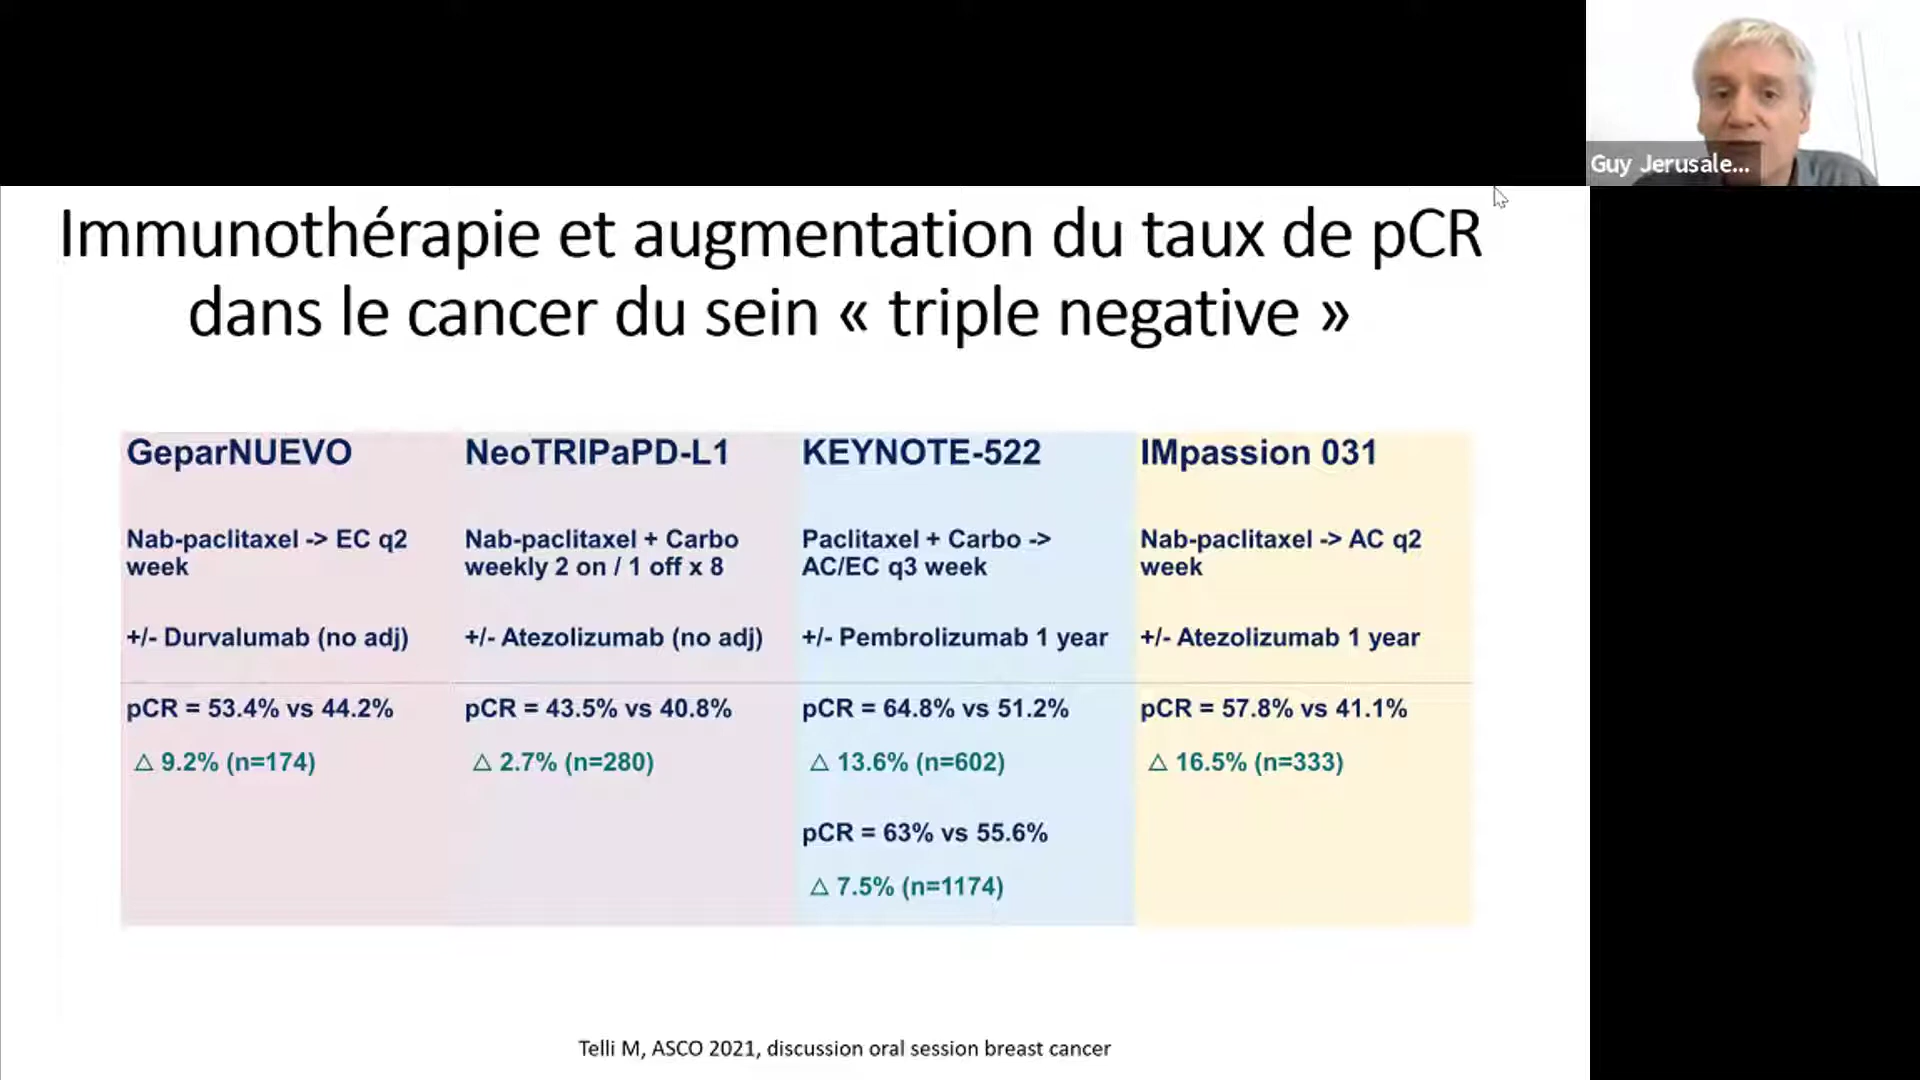 Guy Jerusale...
Immunothérapie et augmentation du taux de pCR
dans le cancer du sein « triple negative »
GeparNUEVO
Nab-paclitaxel -> EC q2
week
+/- Durvalumab (no adj)
pCR = 53.4% vs 44.2%
△ 9.2% (n=174)
NeoTRIPaPD-L1
Nab-paclitaxel + Carbo
weekly 2 on / 1 off x 8
+/- Atezolizumab (no adj)
pCR = 43.5% vs 40.8%
△ 2.7% (n=280)
KEYNOTE-522
Paclitaxel + Carbo ->
AC/EC q3 week
+/- Pembrolizumab 1 year
pCR = 64.8% vs 51.2%
△ 13.6% (n=602)
pCR = 63% vs 55.6%
△ 7.5% (n=1174)
IMpassion 031
Nab-paclitaxel -> AC q2
week
+/- Atezolizumab 1 year
pCR = 57.8% vs 41.1%
△ 16.5% (n=333)
Telli M, ASCO 2021, discussion oral session breast cancer